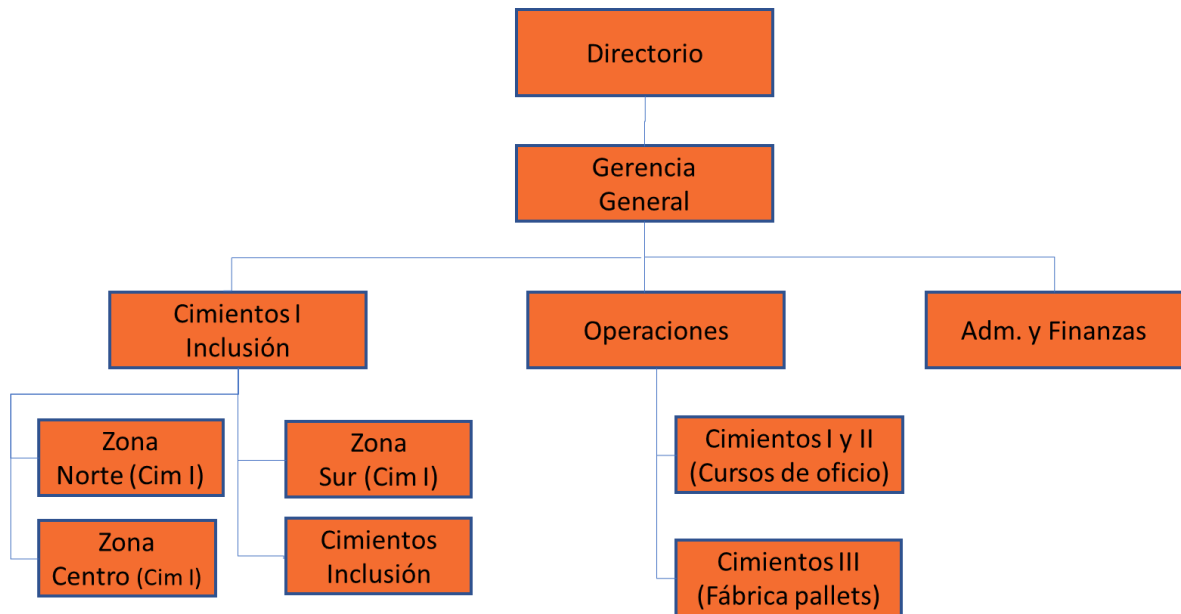 Directorio
Gerencia
General
Cimientos I
Inclusión
Operaciones
Adm. y Finanzas
Zona
Norte (Cim I)
Zona
Sur (Cim I)
Cimientos I y II
(Cursos de oficio)
Zona
Centro (Cim I)
Cimientos
Inclusión
Cimientos III
(Fábrica pallets)